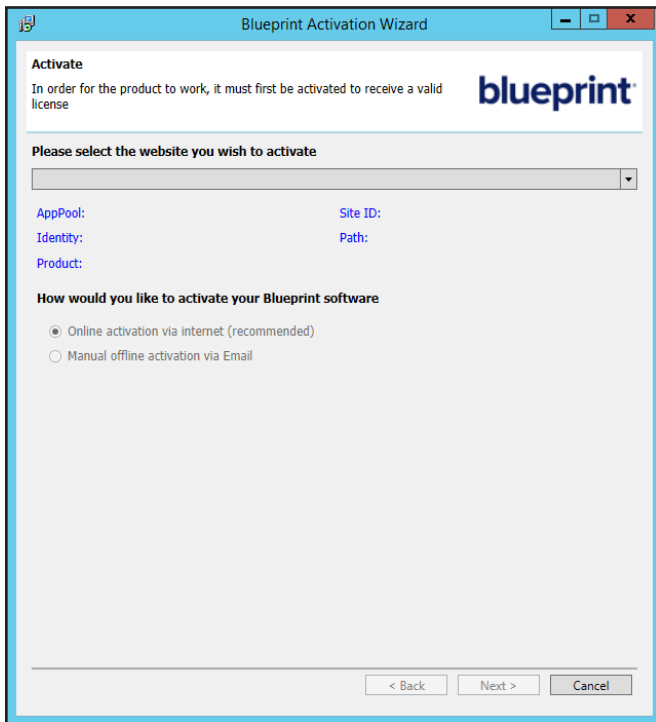 Blueprint Activation Wizard
Activate
In order for the product to work, it must first be activated to receive a valid
license
blueprint
Please select the website you wish to activate
AppPool:
Site ID:
Identity:
Path:
Product:
How would you like to activate your Blueprint software
Online activation via internet (recommended)
Manual offline activation via Email
< Back
Next >
Cancel